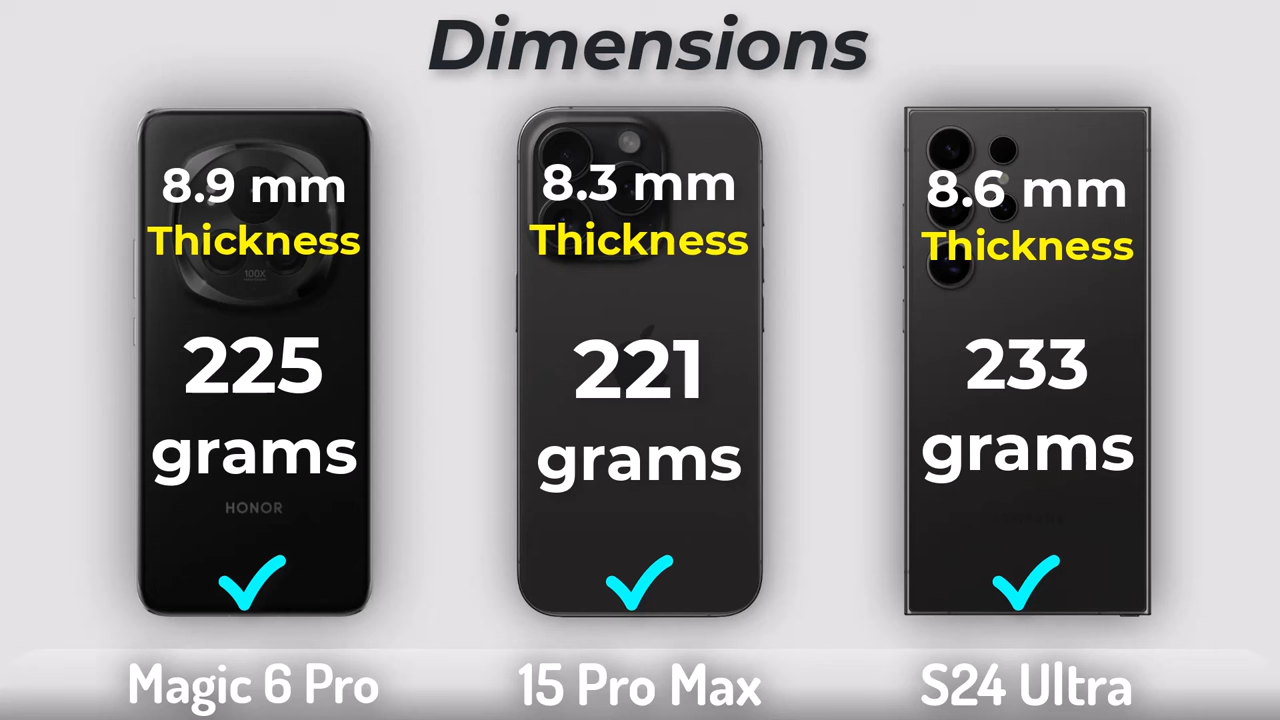 Dimensions
8.9 mm
Thickness
100X
225
grams
HONOR
Magic 6 Pro
8.3 mm
Thickness
221
grams
15 Pro Max
8.6 mm
Thickness
233
grams
S24 Ultra